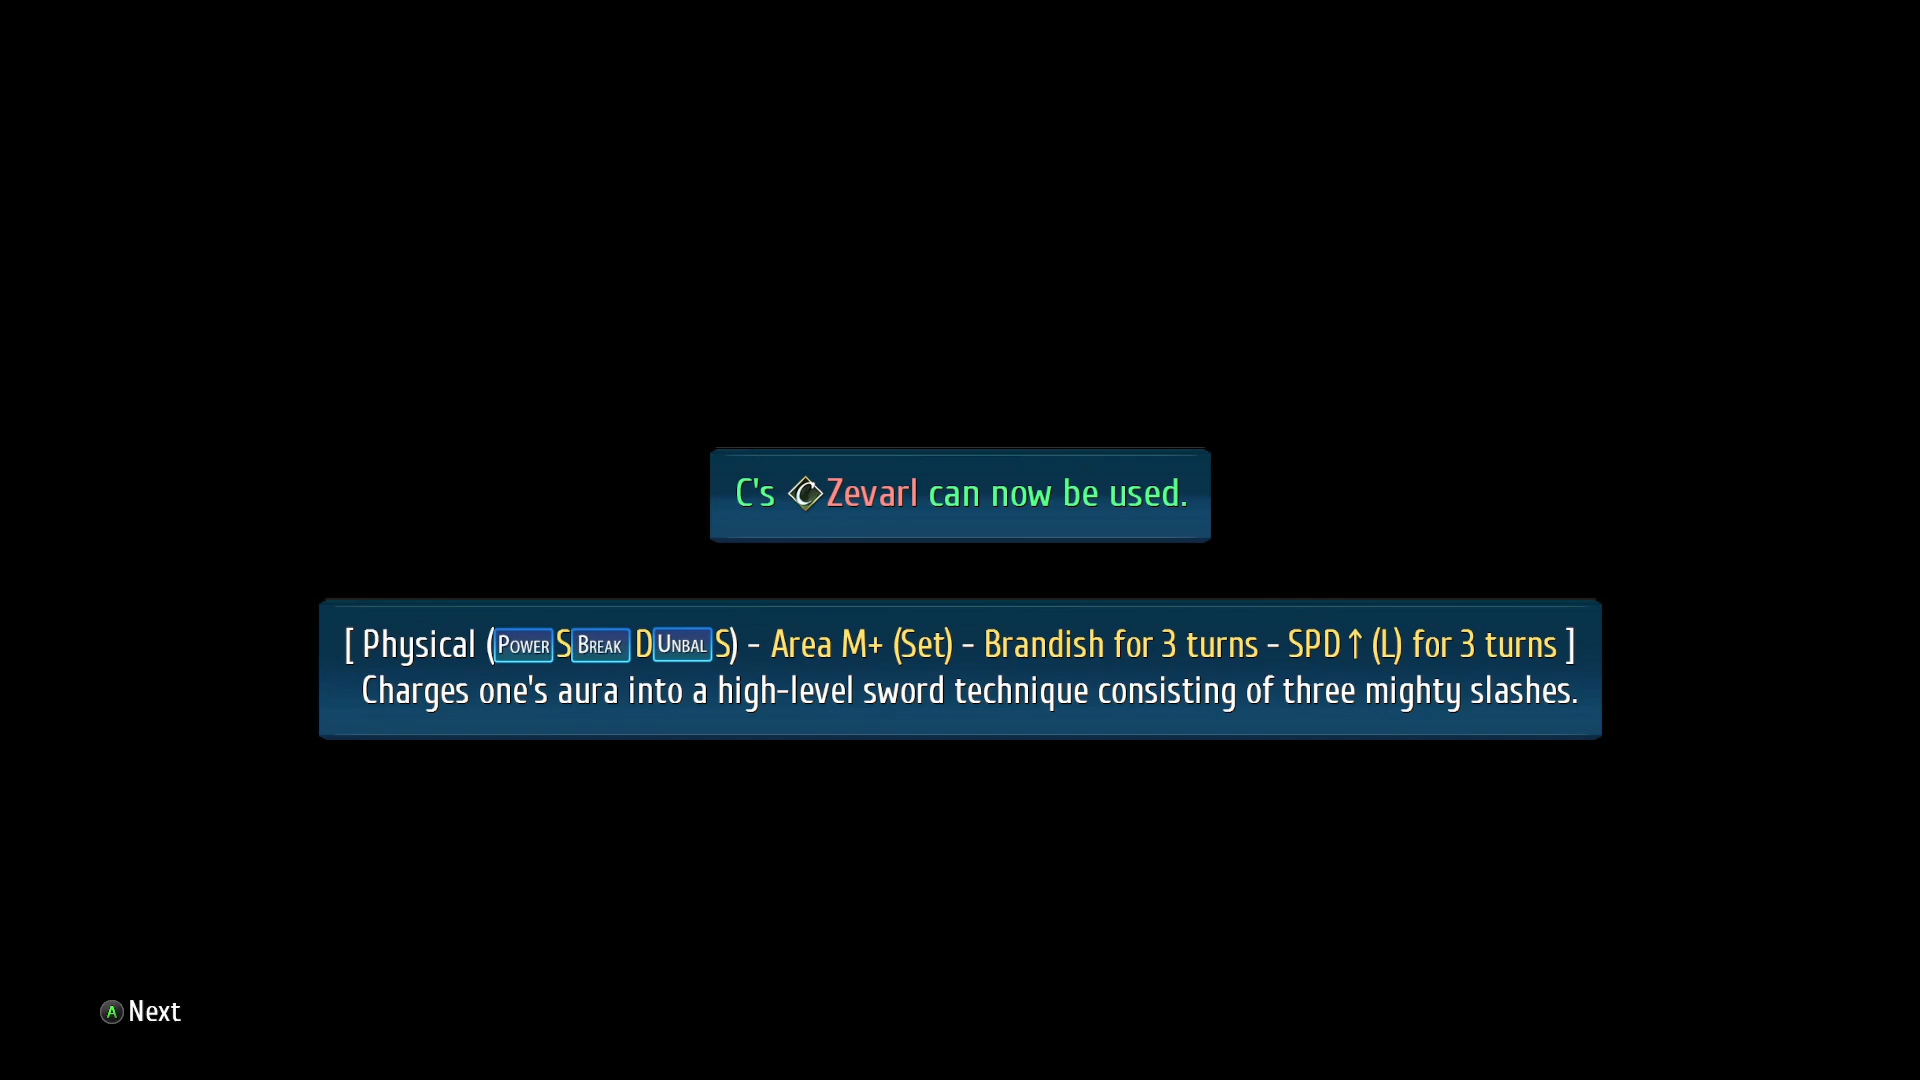 C's Zevarl can now be used.
[ Physical (POWER S BREAK D UNBAL S) - Area M+ (Set) - Brandish for 3 turns - SPD↑ (L) for 3 turns ]
Charges one's aura into a high-level sword technique consisting of three mighty slashes.
A Next